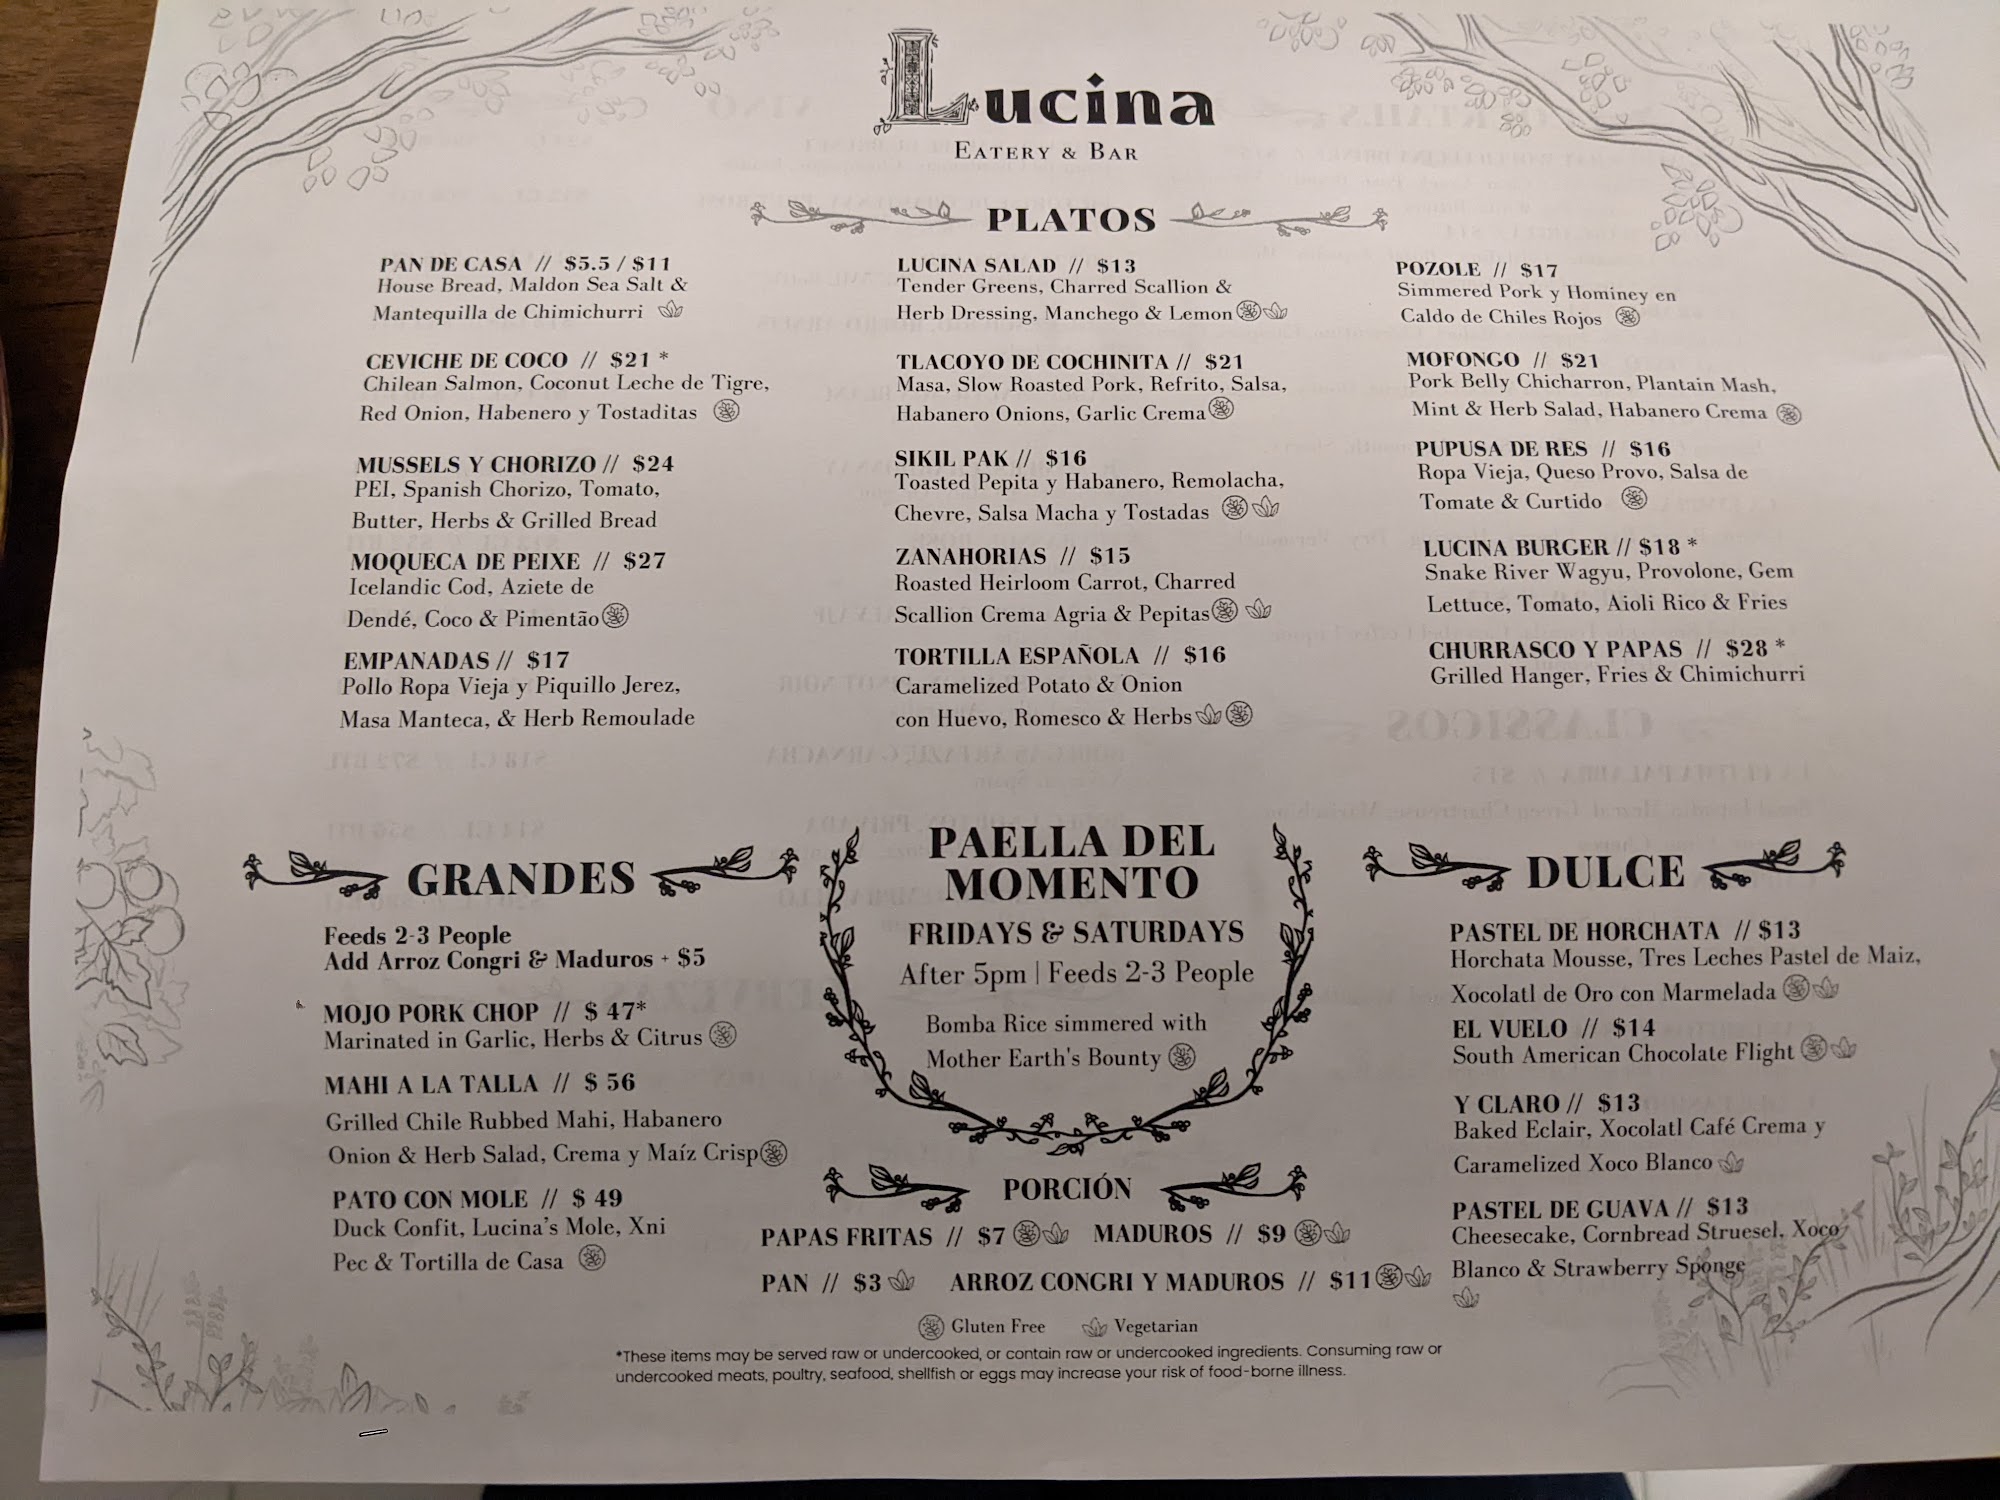 Lucina
EATERY & BAR
PLATOS
PAN DE CASA // $5.5 / $11
House Bread, Maldon Sea Salt &
Mantequilla de Chimichurri
CEVICHE DE COCO // $21 *
Chilean Salmon, Coconut Leche de Tigre,
Red Onion, Habenero y Tostaditas
MUSSELS Y CHORIZO // $24
PEI, Spanish Chorizo, Tomato,
Butter, Herbs & Grilled Bread
MOQUECA DE PEIXE // $27
Icelandic Cod, Aziete de
Dendé, Coco & Pimentão
EMPANADAS // $17
Pollo Ropa Vieja y Piquillo Jerez,
Masa Manteca, & Herb Remoulade
LUCINA SALAD // $13
Tender Greens, Charred Scallion &
Herb Dressing, Manchego & Lemon
TLACOYO DE COCHINITA // $21
Masa, Slow Roasted Pork, Refrito, Salsa,
Habanero Onions, Garlic Crema
SIKIL PAK // $16
Toasted Pepita y Habanero, Remolacha,
Chevre, Salsa Macha y Tostadas
ZANAHORIAS // $15
Roasted Heirloom Carrot, Charred
Scallion Crema Agria & Pepitas
TORTILLA ESPAÑOLA // $16
Caramelized Potato & Onion
con Huevo, Romesco & Herbs
POZOLE // $17
Simmered Pork y Hominey en
Caldo de Chiles Rojos
MOFONGO // $21
Pork Belly Chicharron, Plantain Mash,
Mint & Herb Salad, Habanero Crema
PUPUSA DE RES // $16
Ropa Vieja, Queso Provo, Salsa de
Tomate & Curtido
LUCINA BURGER // $18 *
Snake River Wagyu, Provolone, Gem
Lettuce, Tomato, Aioli Rico & Fries
CHURRASCO Y PAPAS // $28 *
Grilled Hanger, Fries & Chimichurri
GRANDES
Feeds 2-3 People
Add Arroz Congri & Maduros + $5
MOJO PORK CHOP // $ 47*
Marinated in Garlic, Herbs & Citrus
MAHI A LA TALLA // $ 56
Grilled Chile Rubbed Mahi, Habanero
Onion & Herb Salad, Crema y Maíz Crisp
PATO CON MOLE // $ 49
Duck Confit, Lucina's Mole, Xni
Pec & Tortilla de Casa
PAELLA DEL
MOMENTO
FRIDAYS & SATURDAYS
After 5pm | Feeds 2-3 People
Bomba Rice simmered with
Mother Earth's Bounty
PORCIÓN
PAPAS FRITAS // $7 MADUROS // $9
PAN // $3 ARROZ CONGRI Y MADUROS // $11
DULCE
PASTEL DE HORCHATA // $13
Horchata Mousse, Tres Leches Pastel de Maiz,
Xocolatl de Oro con Marmelada
EL VUELO // $14
South American Chocolate Flight
Y CLARO // $13
Baked Eclair, Xocolatl Café Crema y
Caramelized Xoco Blanco
PASTEL DE GUAVA // $13
Cheesecake, Cornbread Struesel, Xoco
Blanco & Strawberry Sponge
Gluten Free Vegetarian
*These items may be served raw or undercooked, or contain raw or undercooked ingredients. Consuming raw or
undercooked meats, poultry, seafood, shellfish or eggs may increase your risk of food-borne illness.